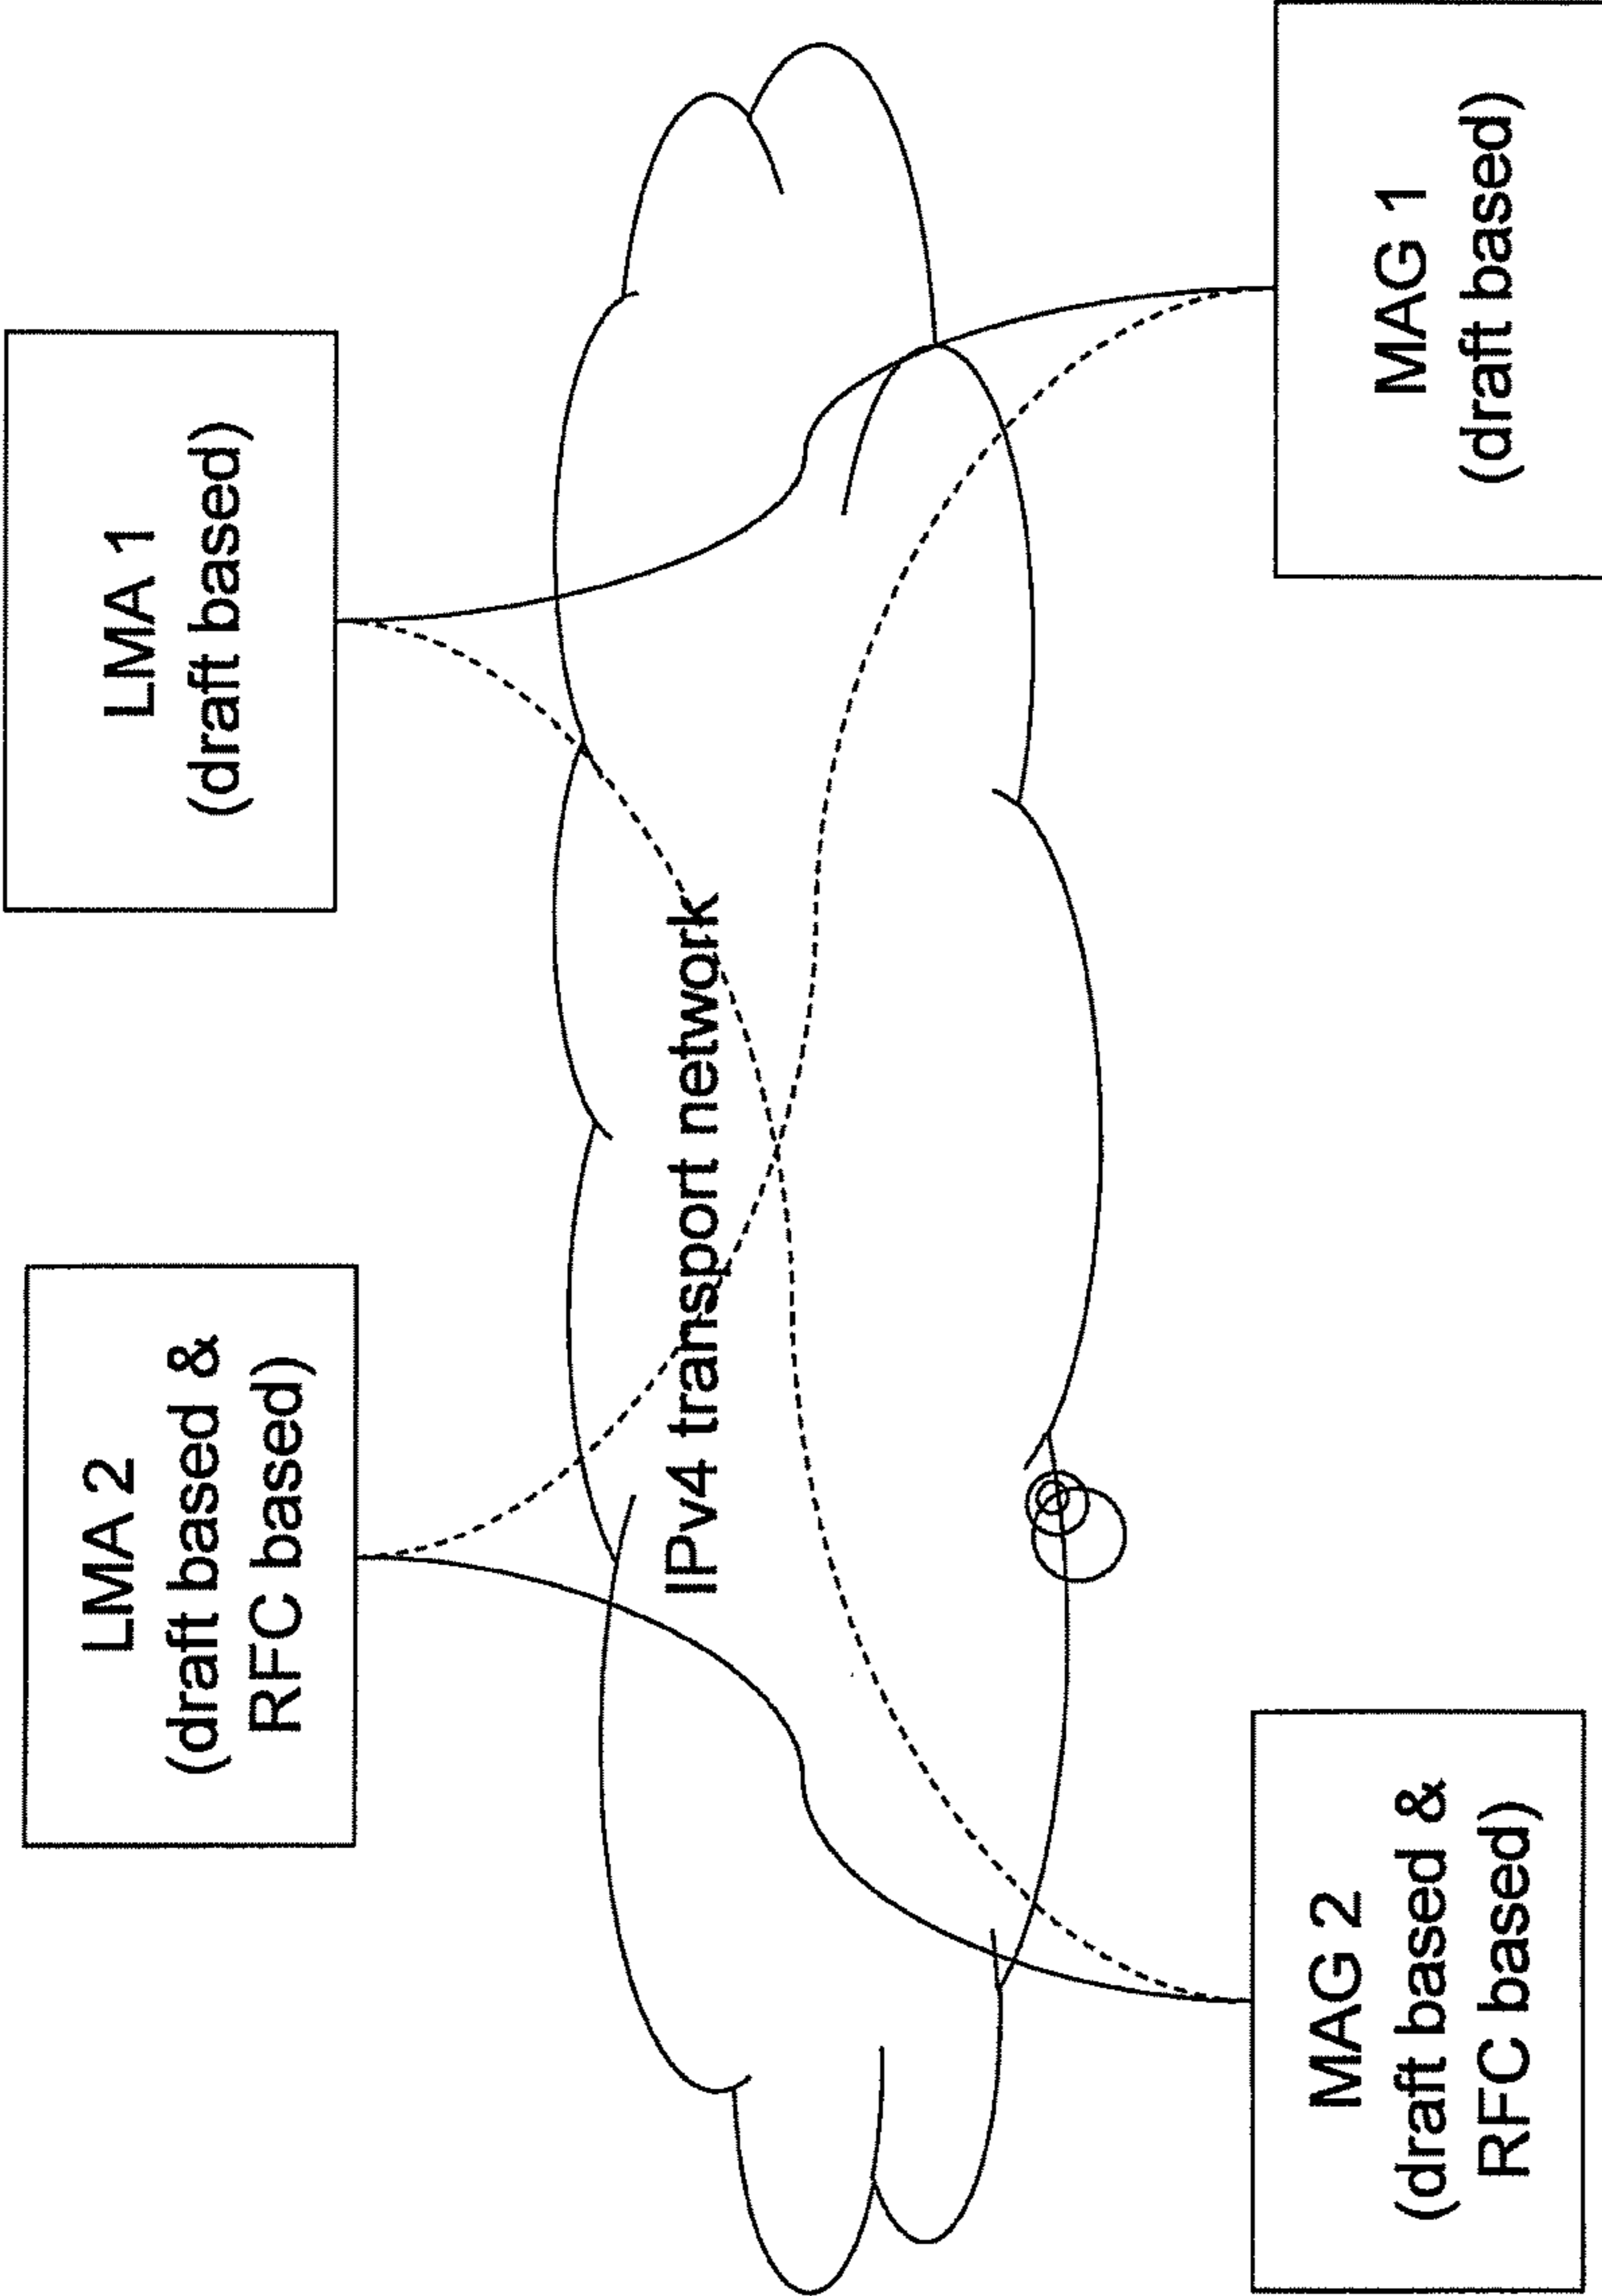 LMA 2
(draft based &
RFC based)
LMA 1
(draft based)
IPv4 transport network
MAG 2
(draft based &
RFC based)
MAG 1
(draft based)